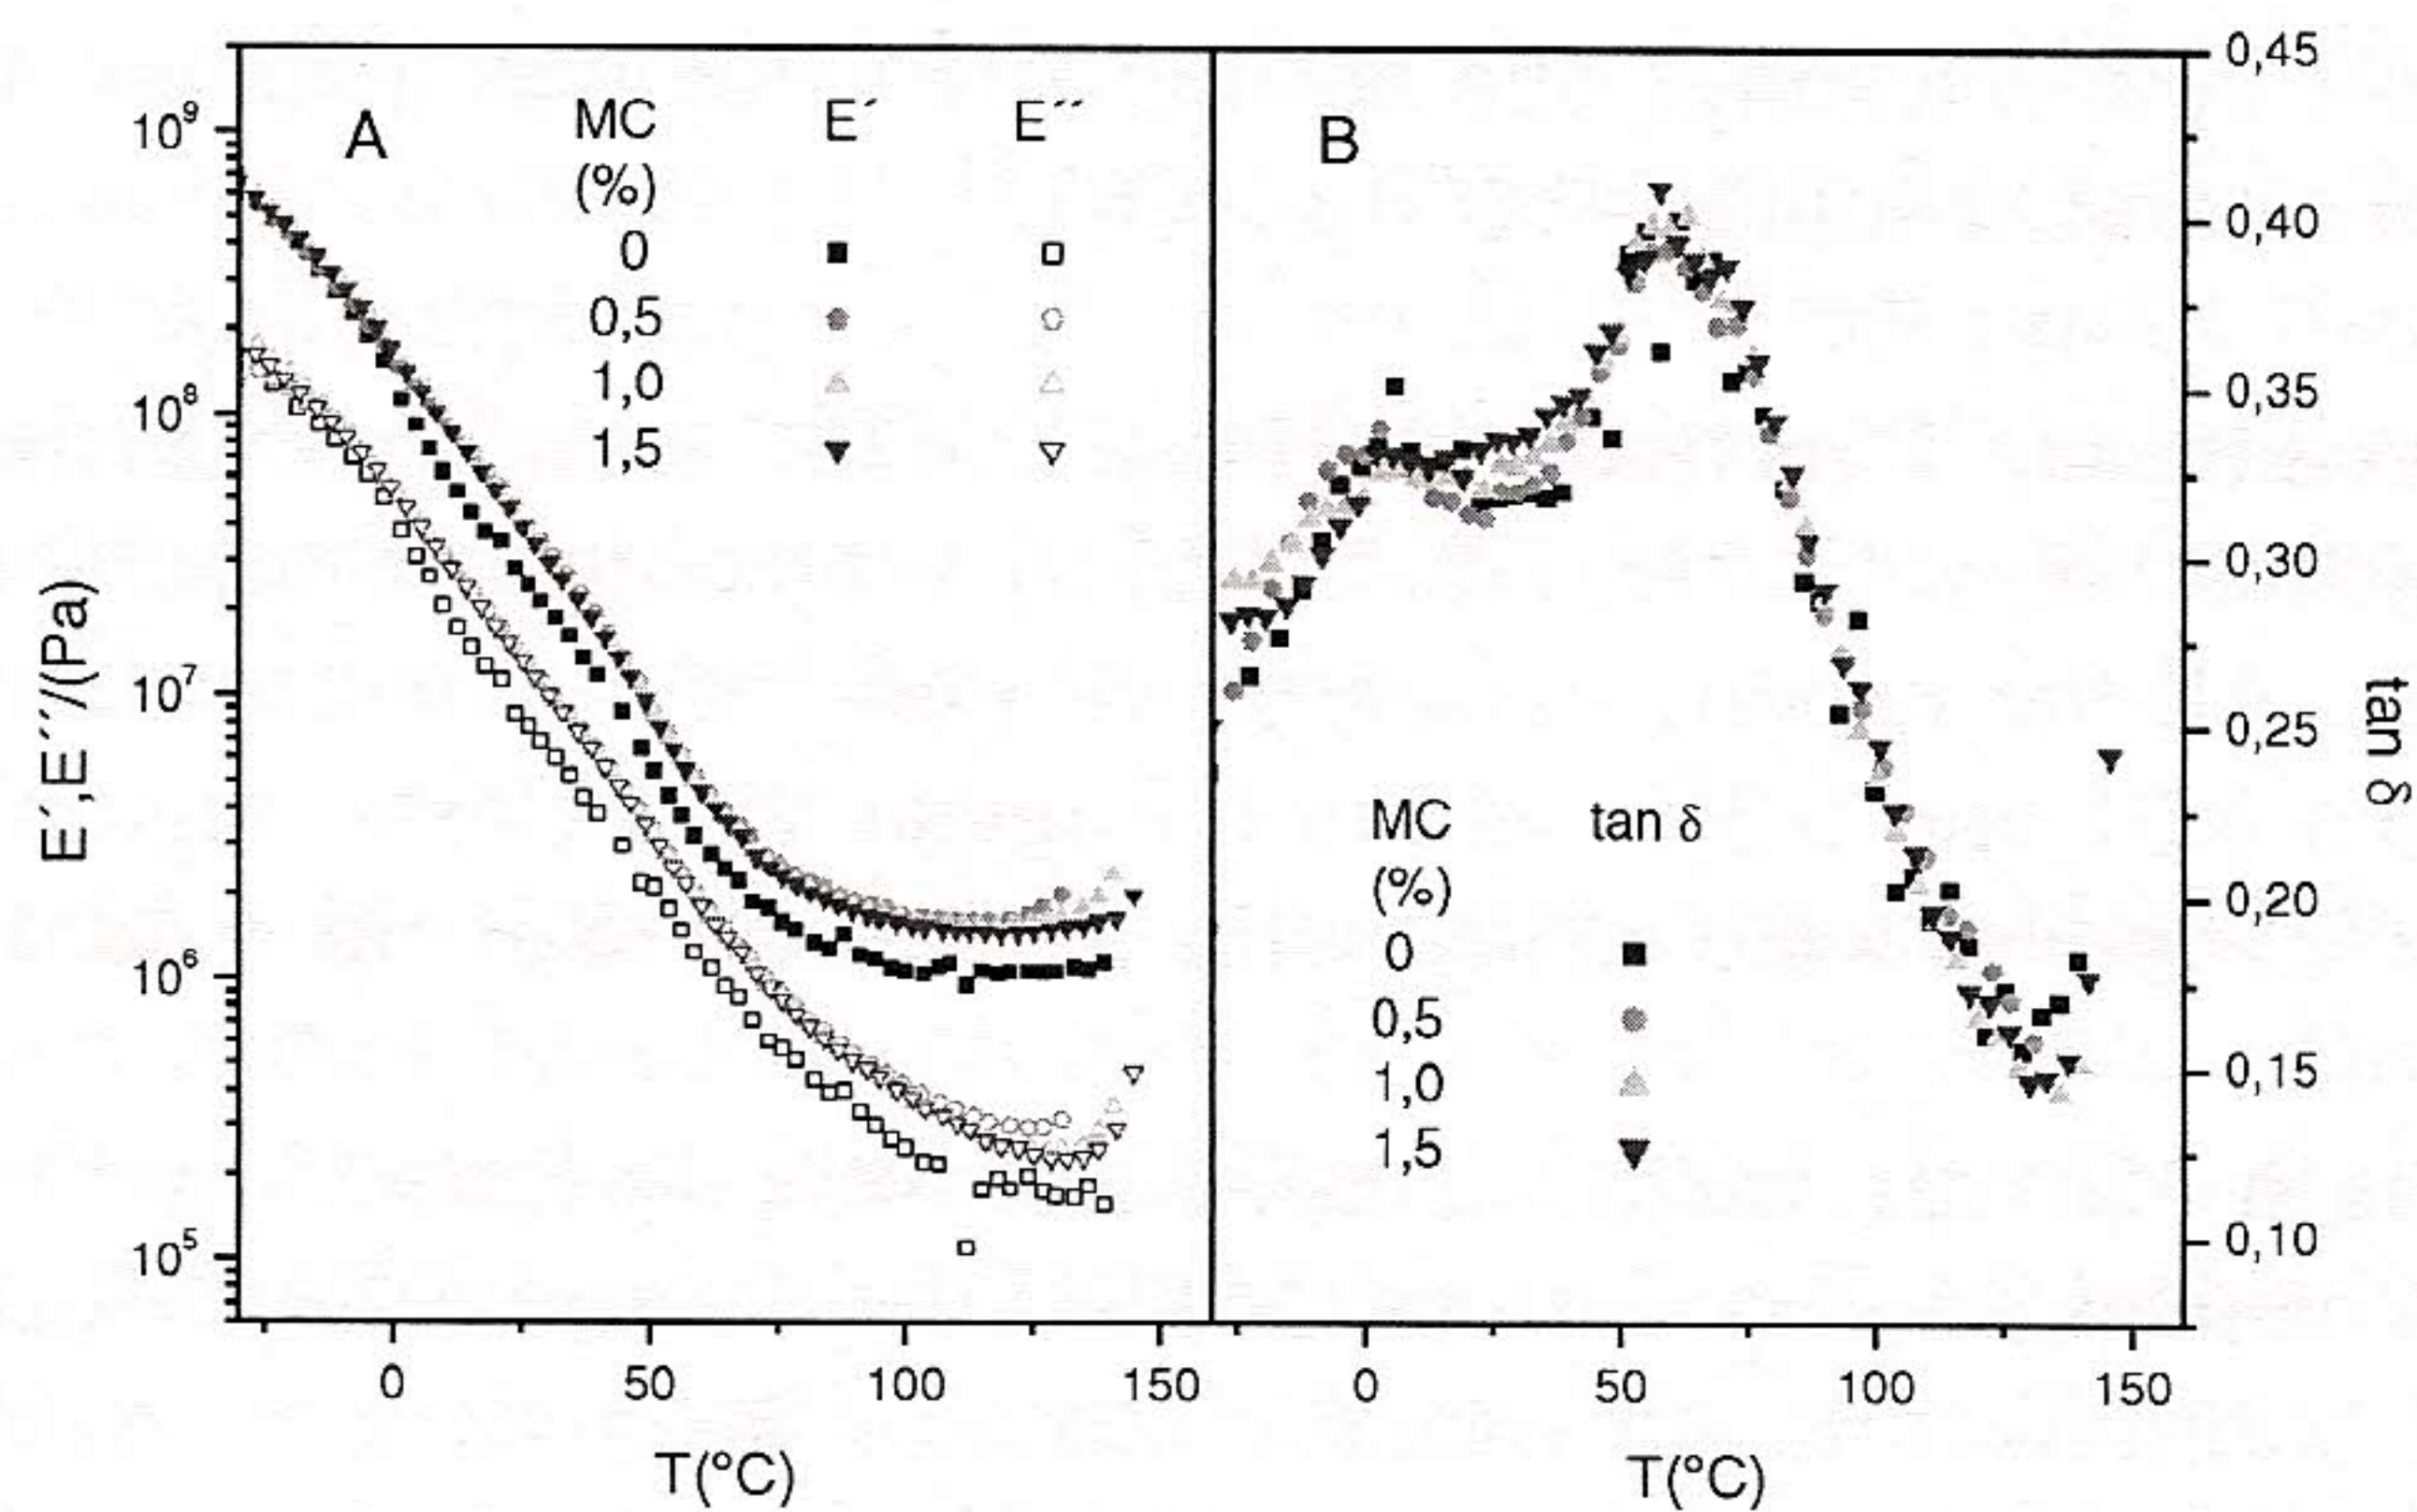 A
MC E´ E´´
(%)
0
0,5
1,0
1,5
10⁹
10⁸
10⁷
10⁶
10⁵
E´,E´´/(Pa)
0 50 100 150
T(°C)
B
0,45
0,40
0,35
0,30
0,25
0,20
0,15
0,10
tan δ
MC tan δ
(%)
0
0,5
1,0
1,5
0 50 100 150
T(°C)